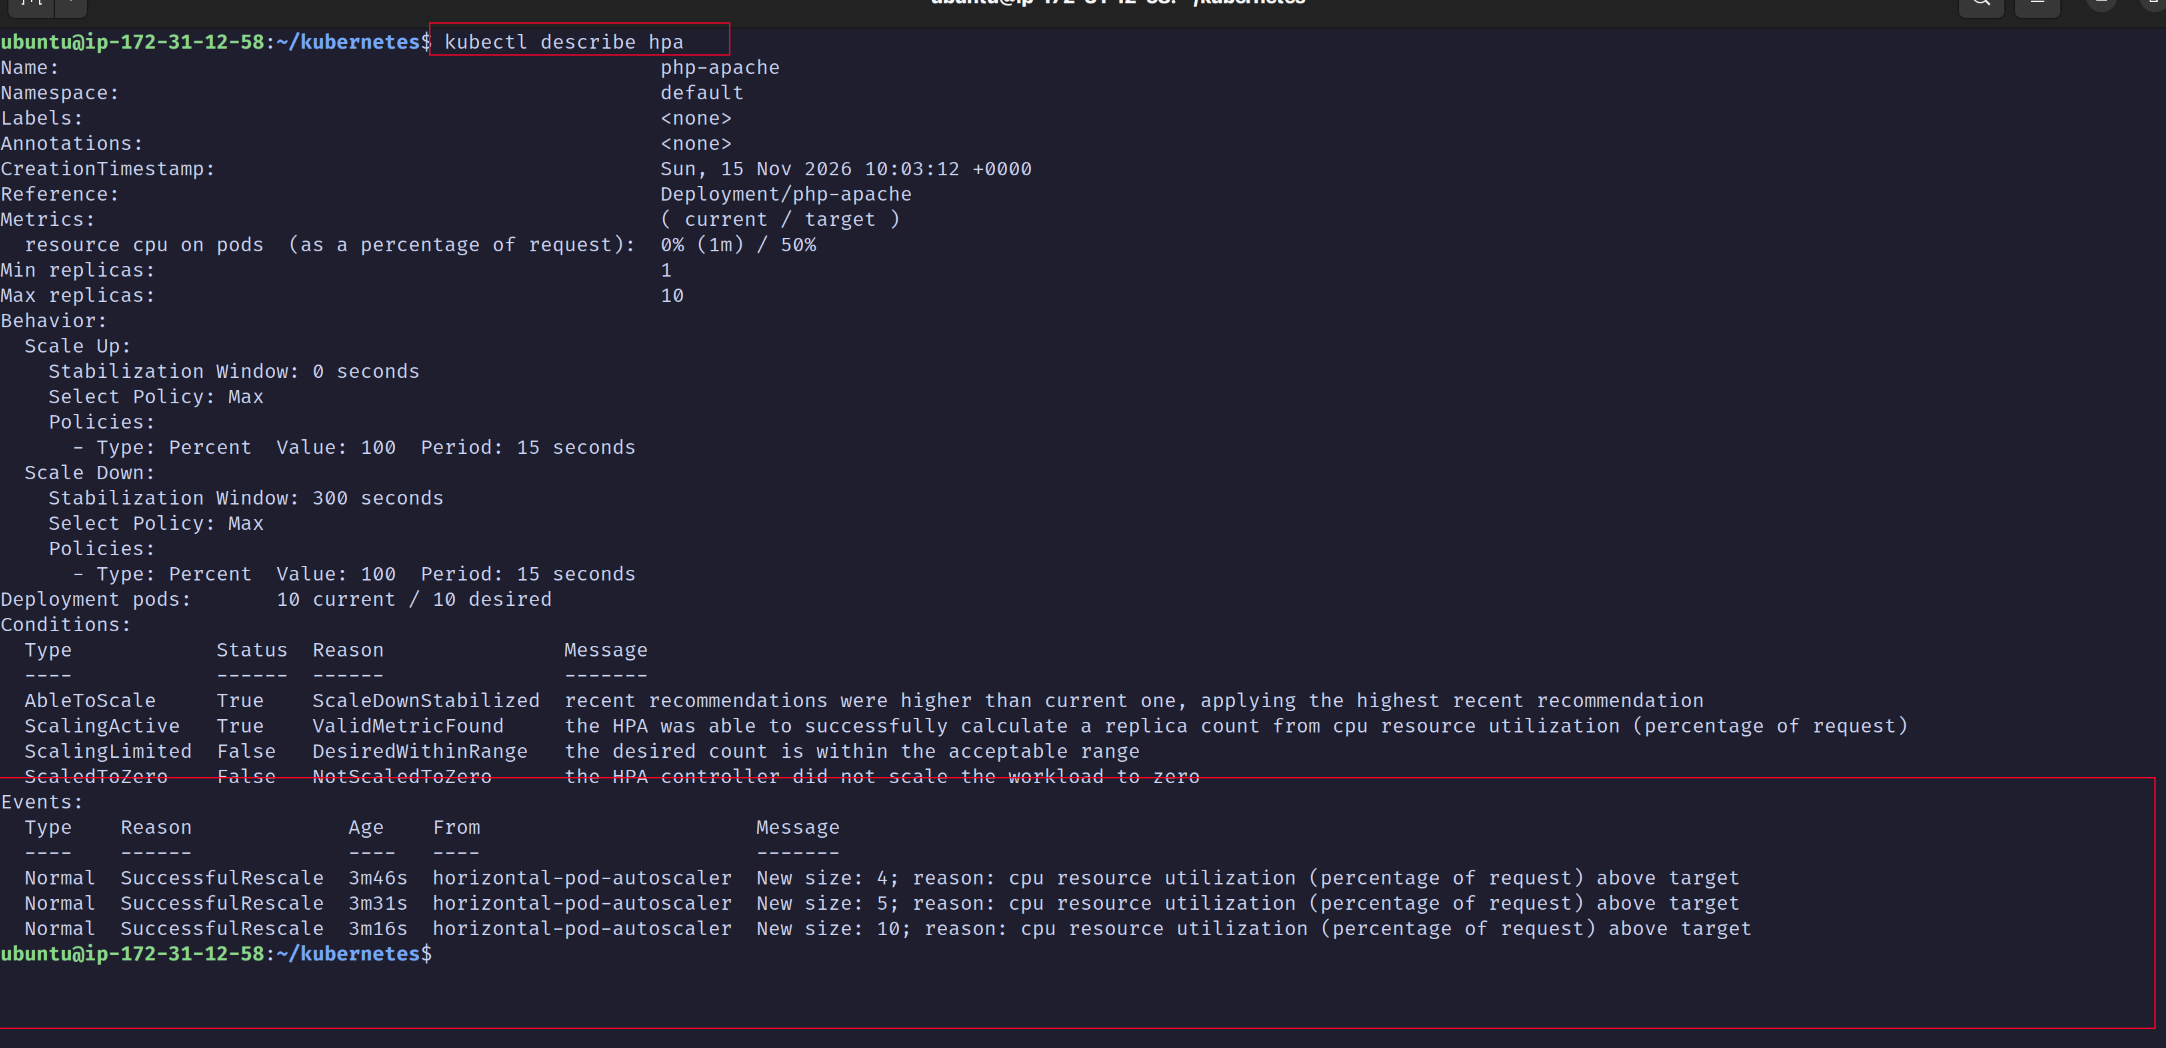 ubuntu@ip-172-31-12-58: ~/kubernetes
ubuntu@ip-172-31-12-58:~/kubernetes$ kubectl describe hpa
Name:                                                  php-apache
Namespace:                                             default
Labels:                                                <none>
Annotations:                                           <none>
CreationTimestamp:                                     Sun, 15 Nov 2026 10:03:12 +0000
Reference:                                             Deployment/php-apache
Metrics:                                               ( current / target )
  resource cpu on pods  (as a percentage of request):  0% (1m) / 50%
Min replicas:                                          1
Max replicas:                                          10
Behavior:
  Scale Up:
    Stabilization Window: 0 seconds
    Select Policy: Max
    Policies:
      - Type: Percent  Value: 100  Period: 15 seconds
  Scale Down:
    Stabilization Window: 300 seconds
    Select Policy: Max
    Policies:
      - Type: Percent  Value: 100  Period: 15 seconds
Deployment pods:       10 current / 10 desired
Conditions:
  Type            Status  Reason               Message
  ----            ------  ------               -------
  AbleToScale     True    ScaleDownStabilized  recent recommendations were higher than current one, applying the highest recent recommendation
  ScalingActive   True    ValidMetricFound     the HPA was able to successfully calculate a replica count from cpu resource utilization (percentage of request)
  ScalingLimited  False   DesiredWithinRange   the desired count is within the acceptable range
  ScaledToZero    False   NotScaledToZero      the HPA controller did not scale the workload to zero
Events:
  Type    Reason             Age    From                       Message
  ----    ------             ----   ----                       -------
  Normal  SuccessfulRescale  3m46s  horizontal-pod-autoscaler  New size: 4; reason: cpu resource utilization (percentage of request) above target
  Normal  SuccessfulRescale  3m31s  horizontal-pod-autoscaler  New size: 5; reason: cpu resource utilization (percentage of request) above target
  Normal  SuccessfulRescale  3m16s  horizontal-pod-autoscaler  New size: 10; reason: cpu resource utilization (percentage of request) above target
ubuntu@ip-172-31-12-58:~/kubernetes$